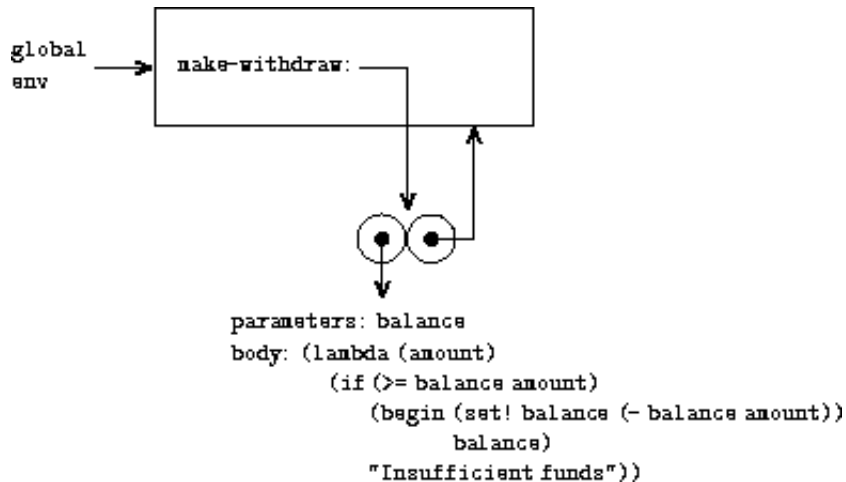 global
env
make-withdraw:
parameters: balance
body: (lambda (amount)
(if (>= balance amount)
(begin (set! balance (- balance amount))
balance)
"Insufficient funds"))